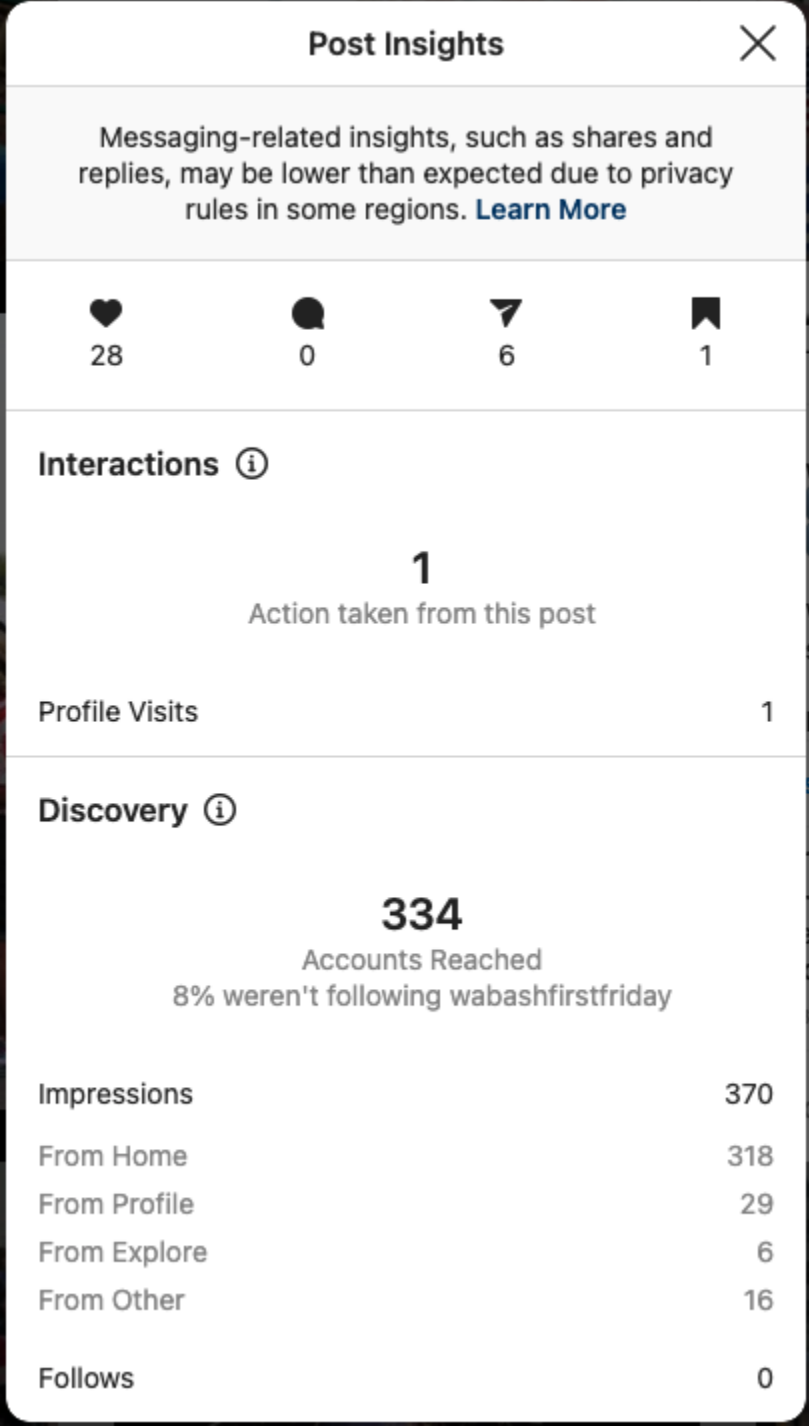 Post Insights
Messaging-related insights, such as shares and
replies, may be lower than expected due to privacy
rules in some regions. Learn More
28 0 6 1
Interactions
1
Action taken from this post
Profile Visits 1
Discovery
334
Accounts Reached
8% weren't following wabashfirstfriday
Impressions 370
From Home 318
From Profile 29
From Explore 6
From Other 16
Follows 0